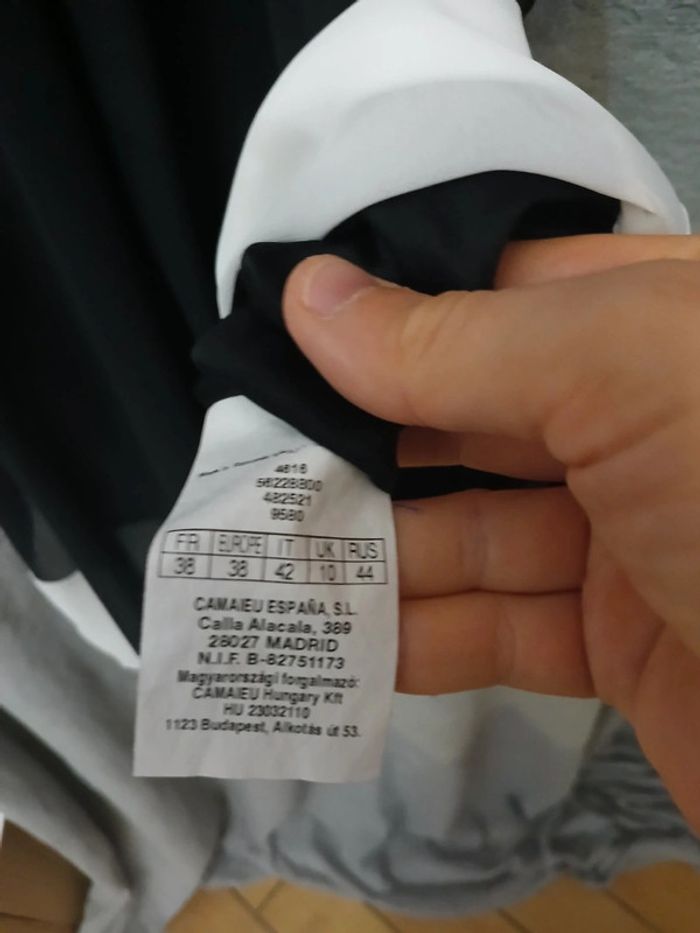 4616
56228800
482521
9580
FR EUROPE IT UK RUS
38 38 42 10 44
CAMAIEU ESPAÑA, S.L.
Calla Alacala, 389
28027 MADRID
N.I.F. B-62751173
Magyarországi forgalmazó:
CAMAIEU Hungary Kft
HU 23032110
1123 Budapest, Alkotás út 53.